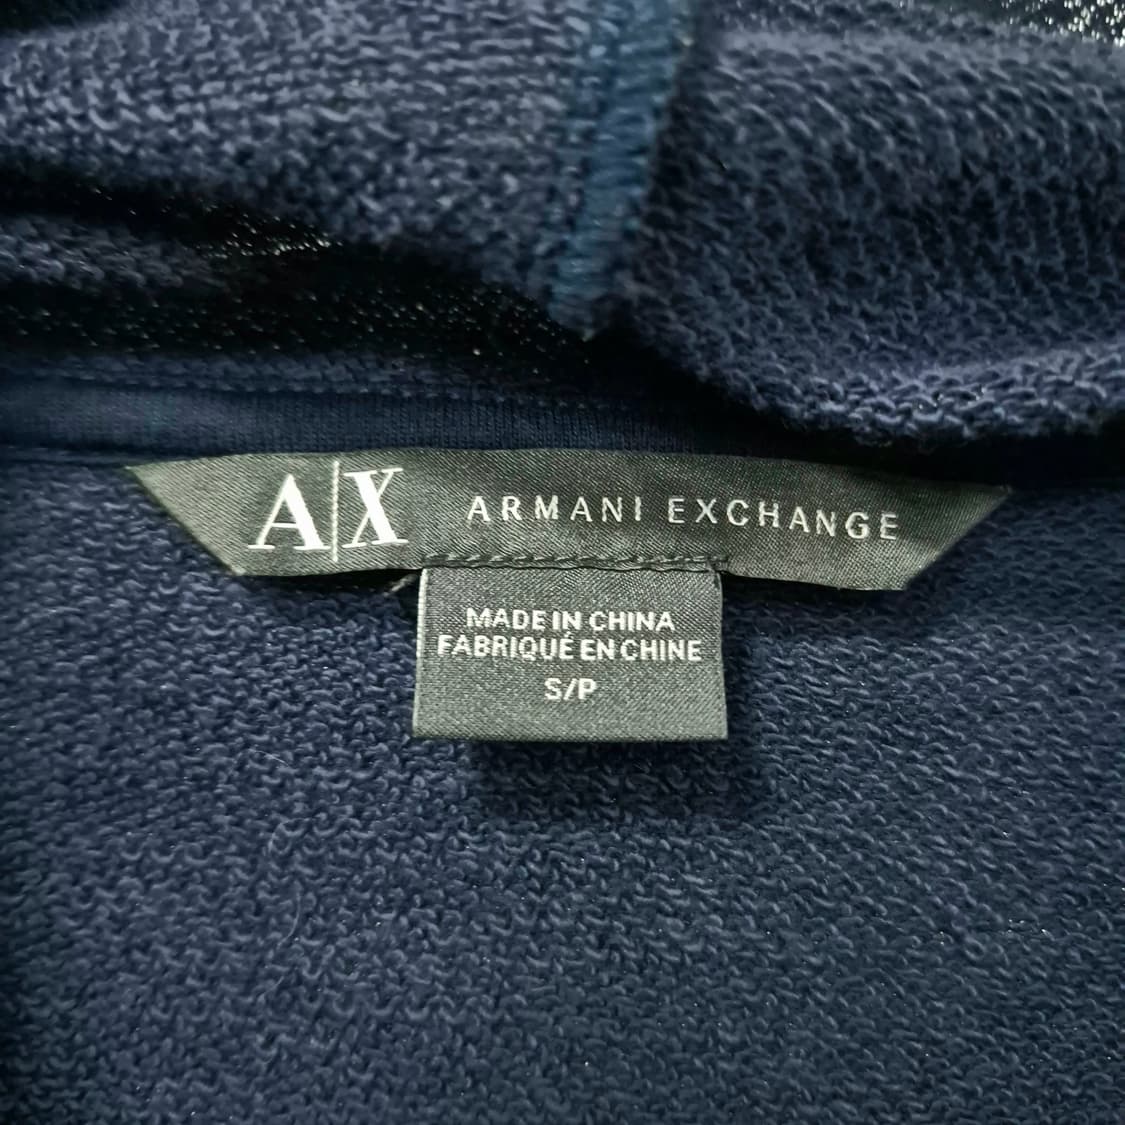 A|X ARMANI EXCHANGE
MADE IN CHINA
FABRIQUÉ EN CHINE
S/P